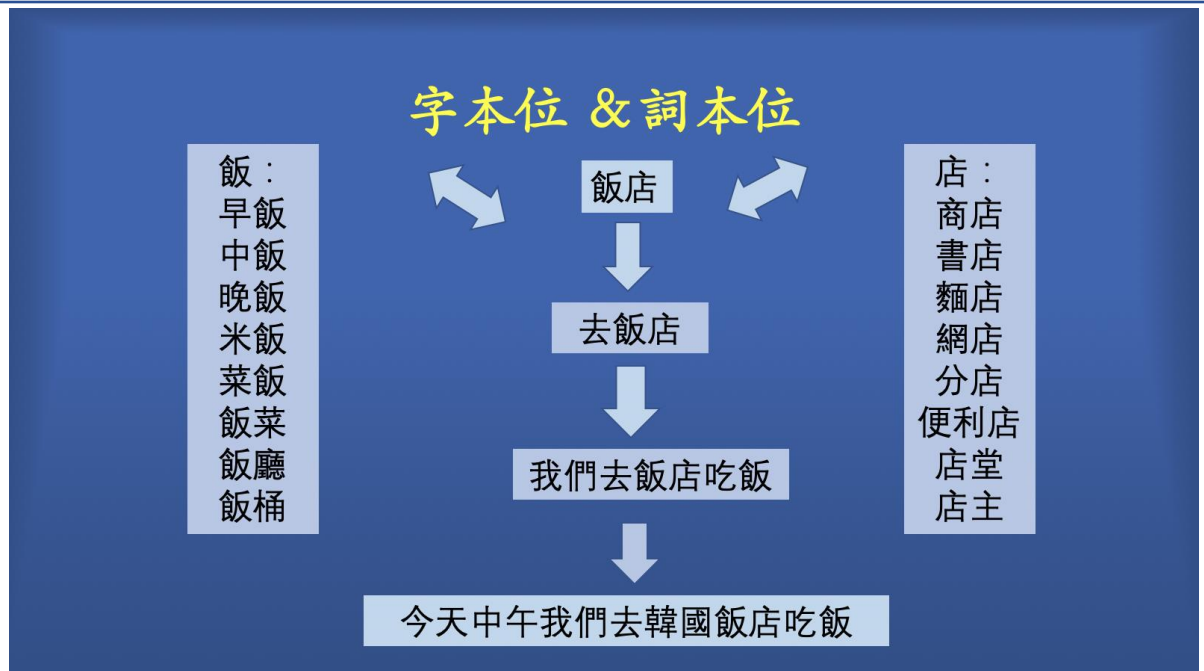 字本位 &詞本位
飯：
早飯
中飯
晚飯
米飯
菜飯
飯菜
飯廳
飯桶
飯店
去飯店
我們去飯店吃飯
今天中午我們去韓國飯店吃飯
店：
商店
書店
麵店
網店
分店
便利店
店堂
店主